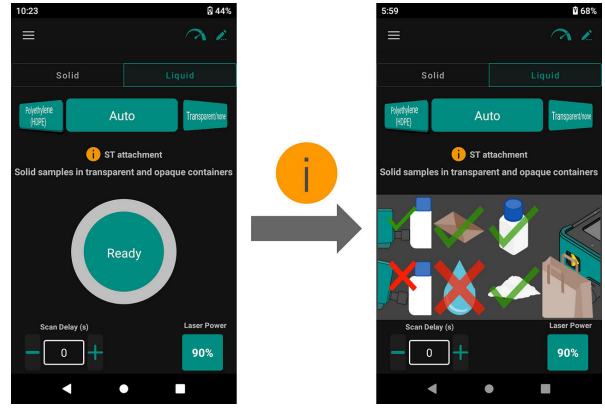 10:23
44%
Solid
Liquid
Polyethylene
(HDPE)
Auto
Transparent/none
i
ST attachment
Solid samples in transparent and opaque containers
Ready
Scan Delay (s)
Laser Power
0
90%
i
5:59
68%
Solid
Liquid
Polyethylene
(HDPE)
Auto
Transparent/none
i
ST attachment
Solid samples in transparent and opaque containers
Scan Delay (s)
Laser Power
0
90%